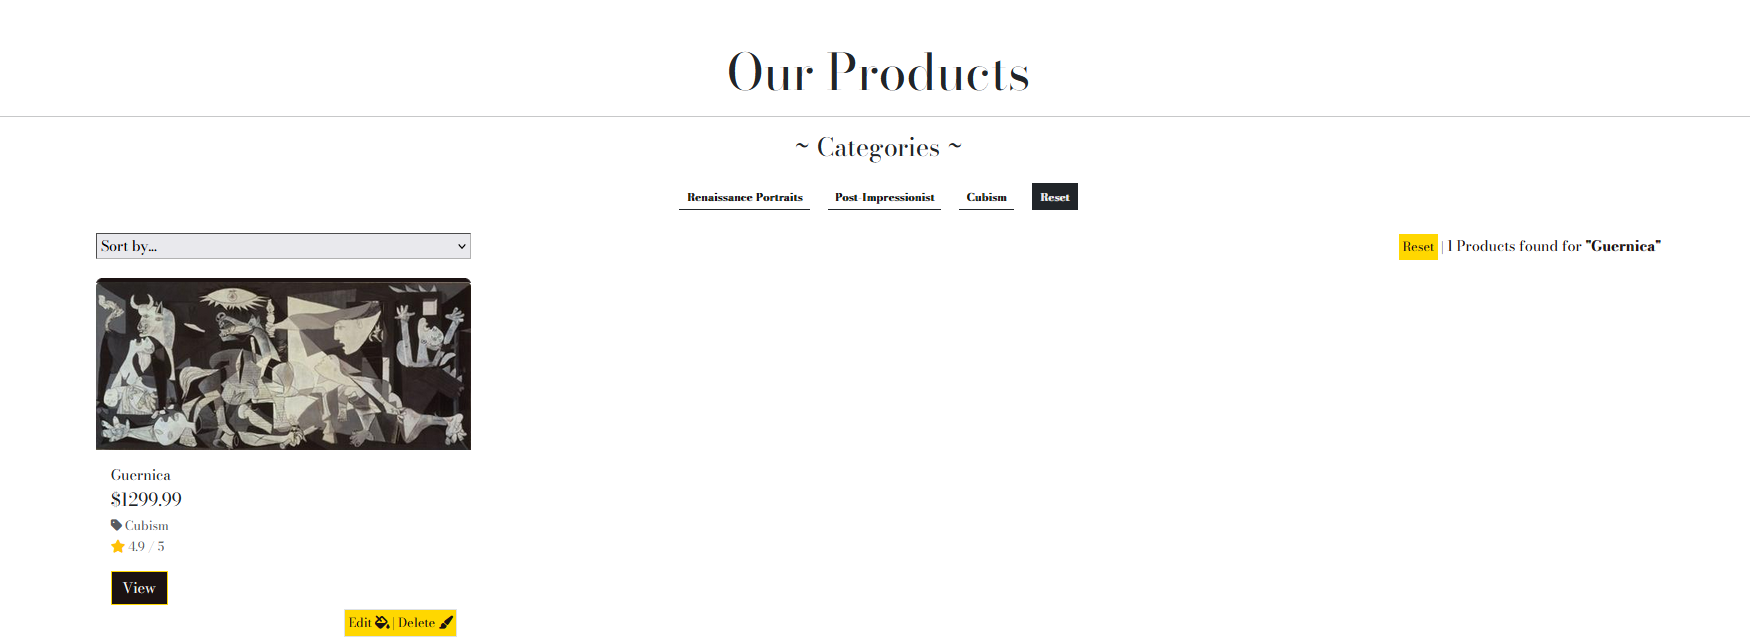 Our Products
~ Categories ~
Renaissance Portraits Post-Impressionist Cubism Reset
Sort by...
Reset | 1 Products found for "Guernica"
Guernica
$1299.99
Cubism
4.9 / 5
View
Edit | Delete